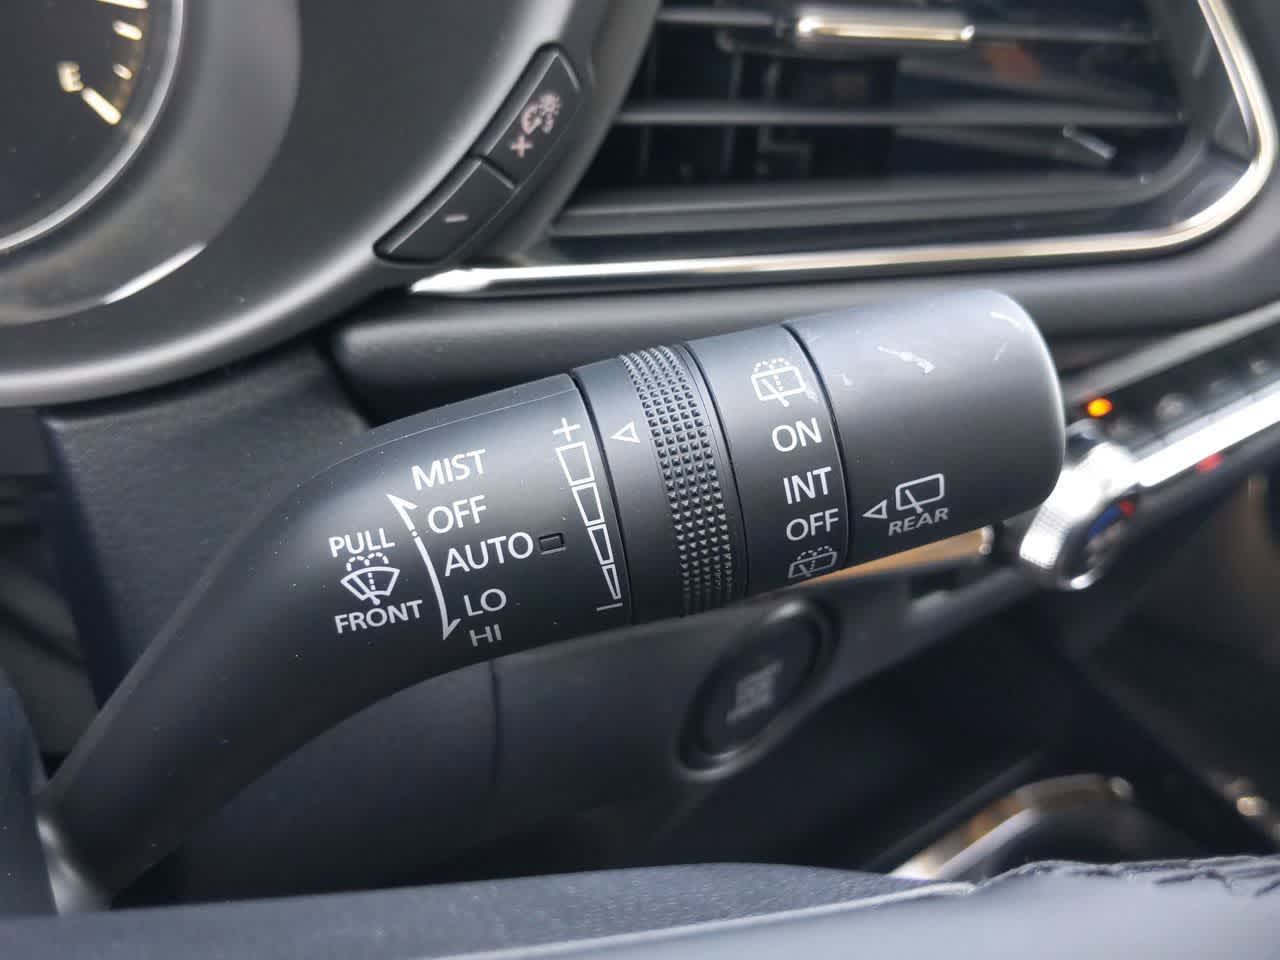 E
+
-
MIST
OFF
AUTO
LO
HI
PULL
FRONT
+
-
ON
INT
OFF
REAR